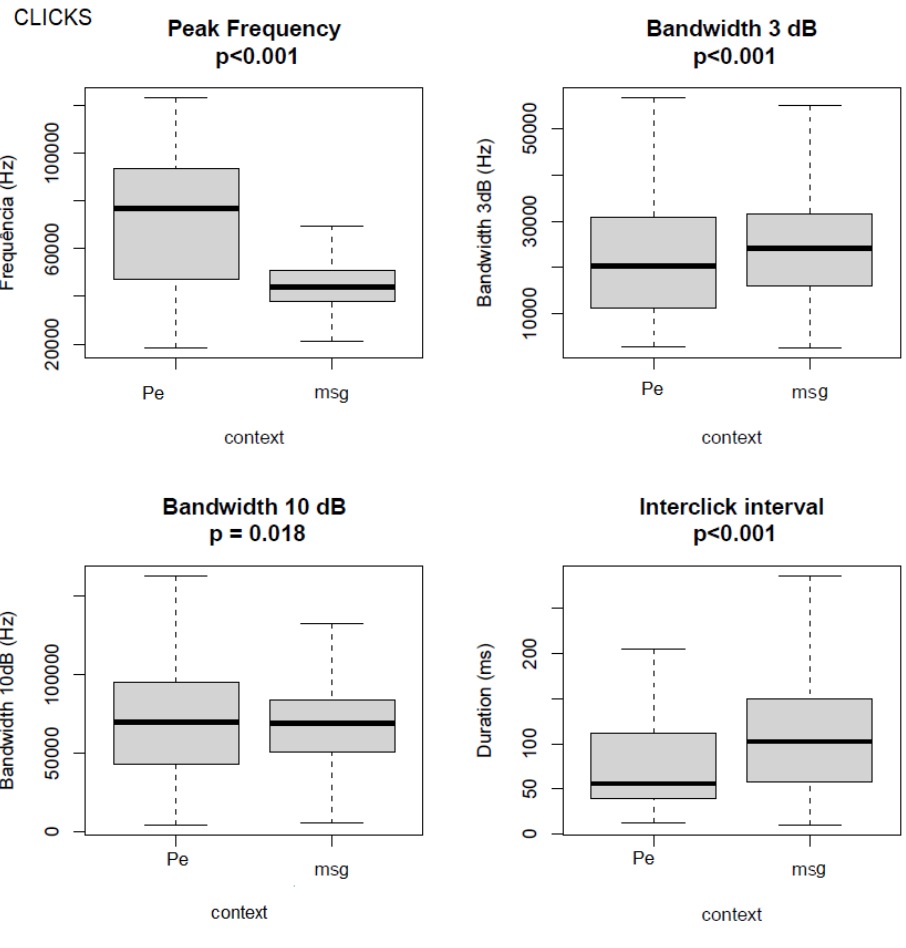 CLICKS
Peak Frequency
p<0.001
Frequência (Hz)
100000
60000
20000
Pe
msg
context
Bandwidth 3 dB
p<0.001
Bandwidth 3dB (Hz)
50000
30000
10000
Pe
msg
context
Bandwidth 10 dB
p = 0.018
Bandwidth 10dB (Hz)
100000
50000
0
Pe
msg
context
Interclick interval
p<0.001
Duration (ms)
200
100
50
0
Pe
msg
context